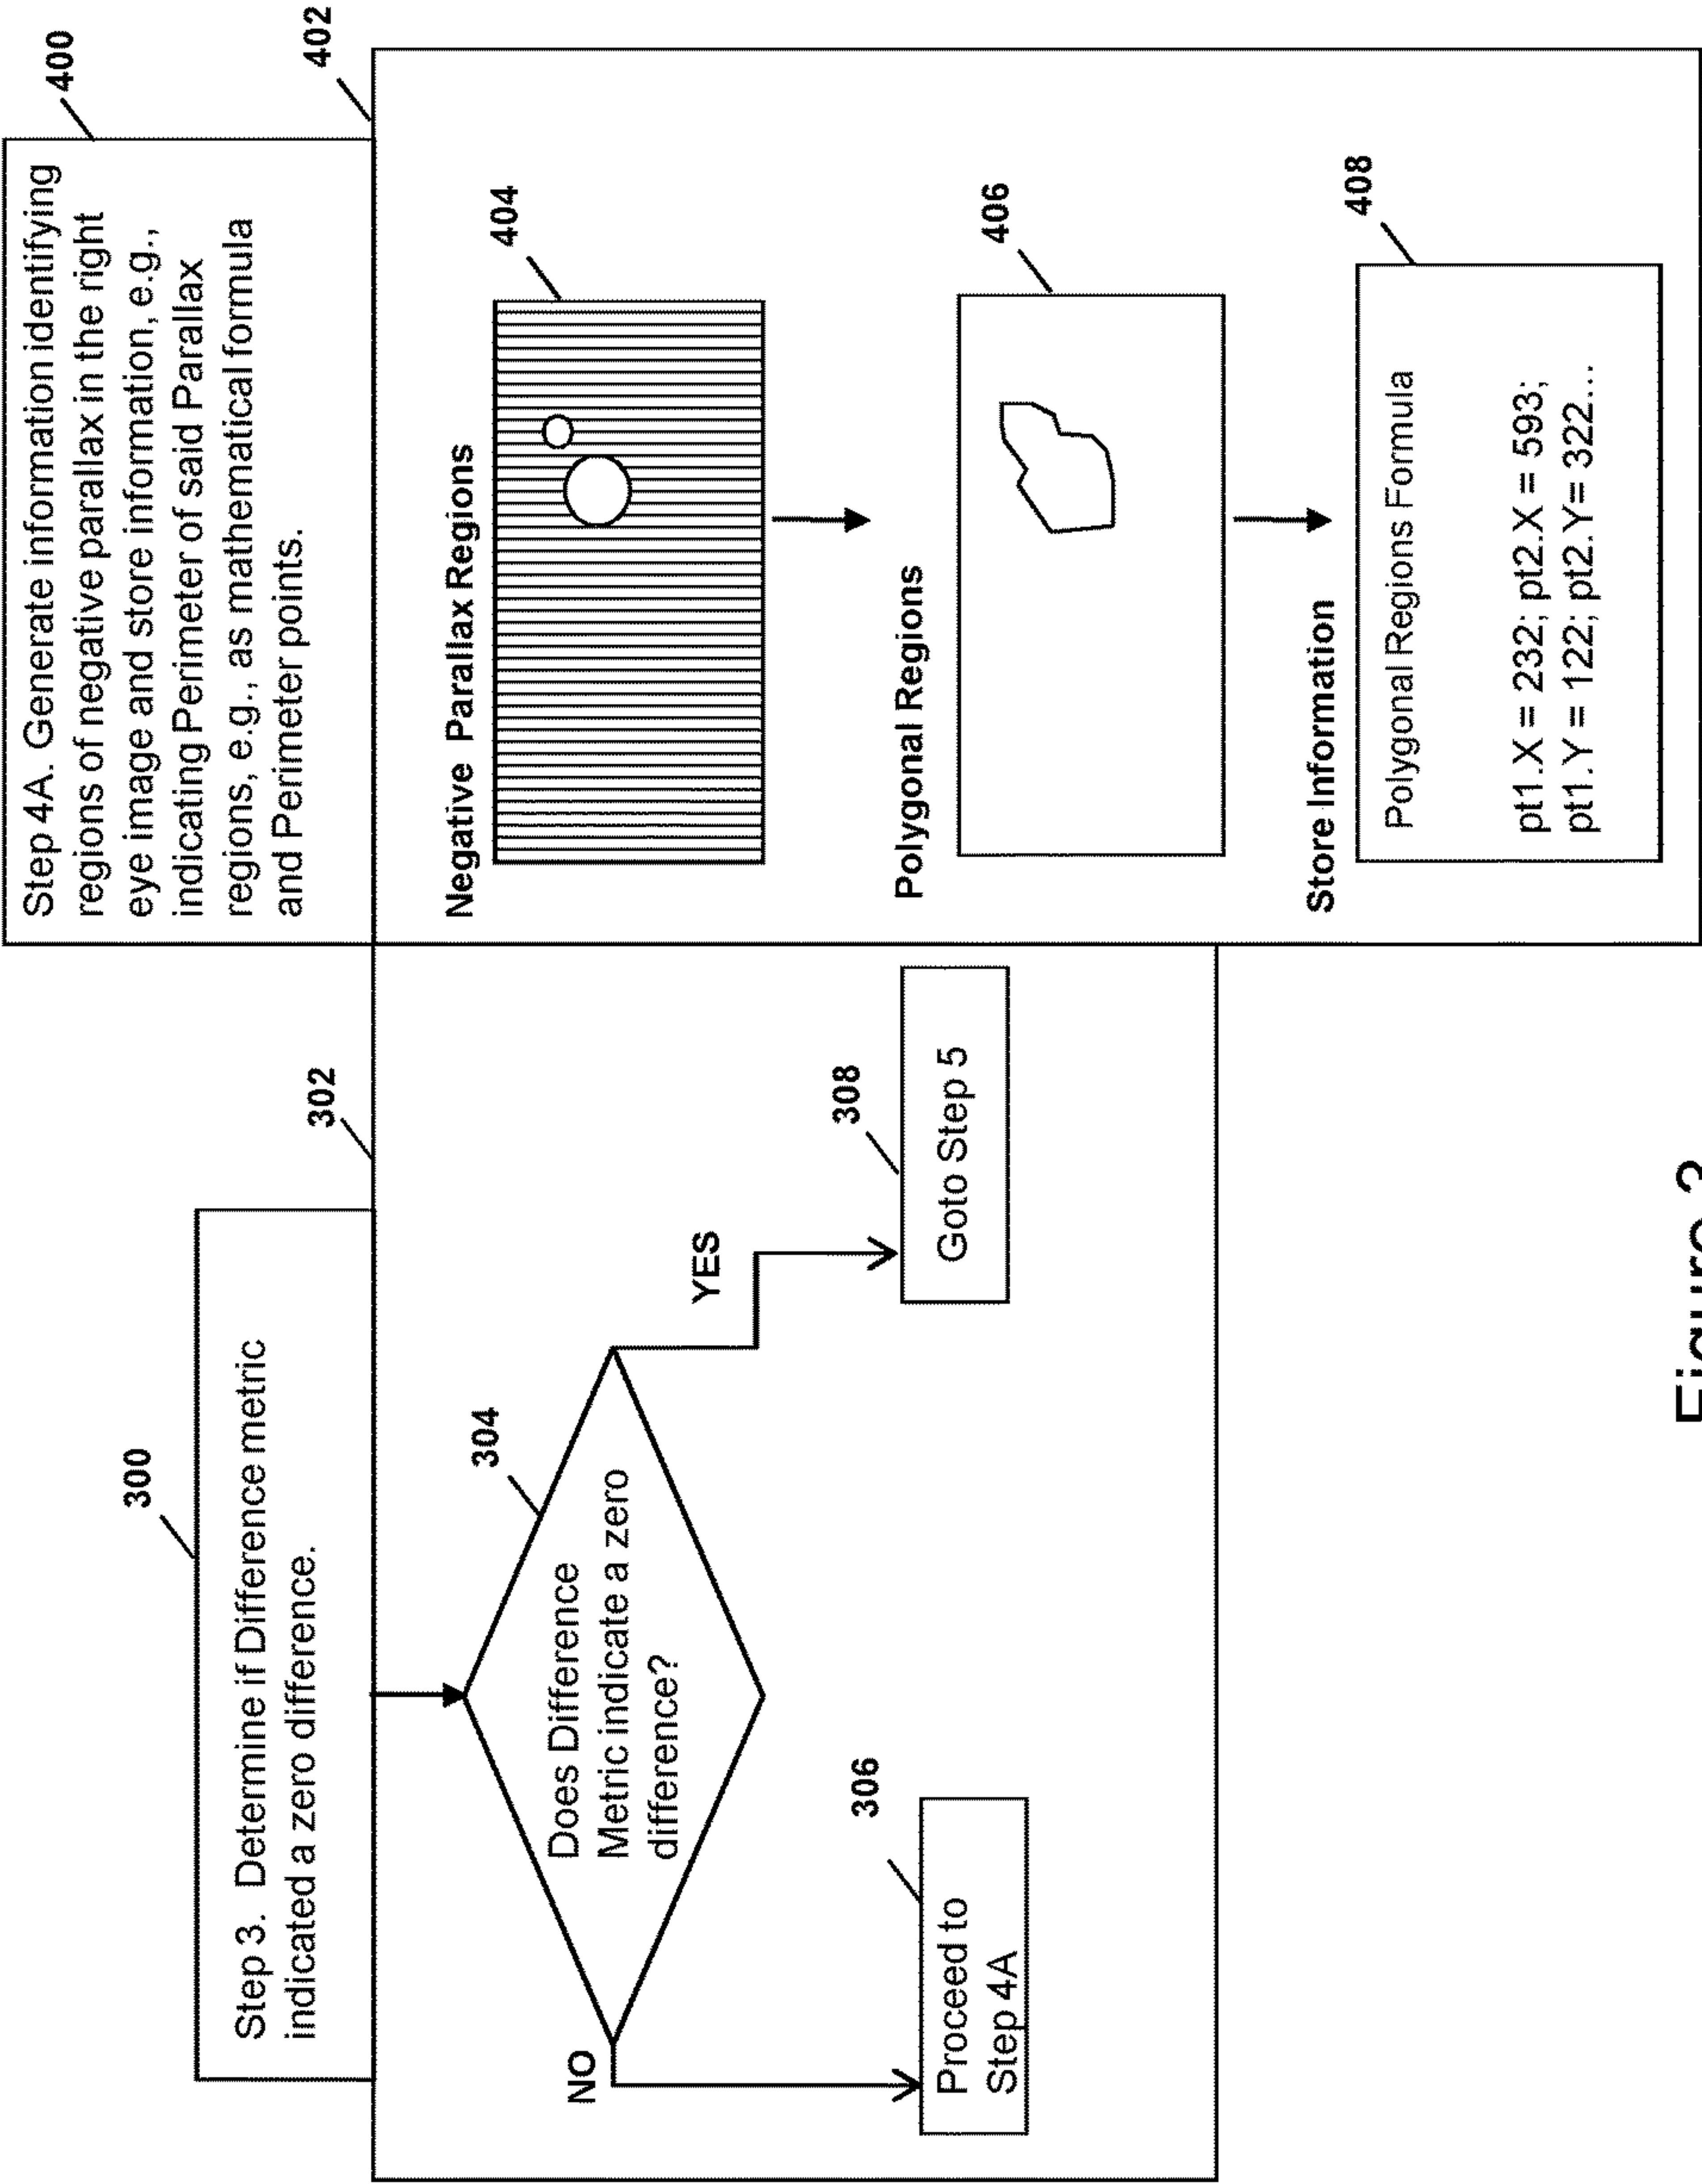 300
Step 3. Determine if Difference metric
indicated a zero difference.
302
304
Does Difference
Metric indicate a zero
difference?
NO
YES
306
Proceed to
Step 4A
308
Goto Step 5
400
Step 4A. Generate information identifying
regions of negative parallax in the right
eye image and store information, e.g.,
indicating Perimeter of said Parallax
regions, e.g., as mathematical formula
and Perimeter points.
402
Negative Parallax Regions
404
Polygonal Regions
406
Store Information
408
Polygonal Regions Formula
pt1.X = 232; pt2.X = 593;
pt1.Y = 122; pt2.Y= 322...
Figure